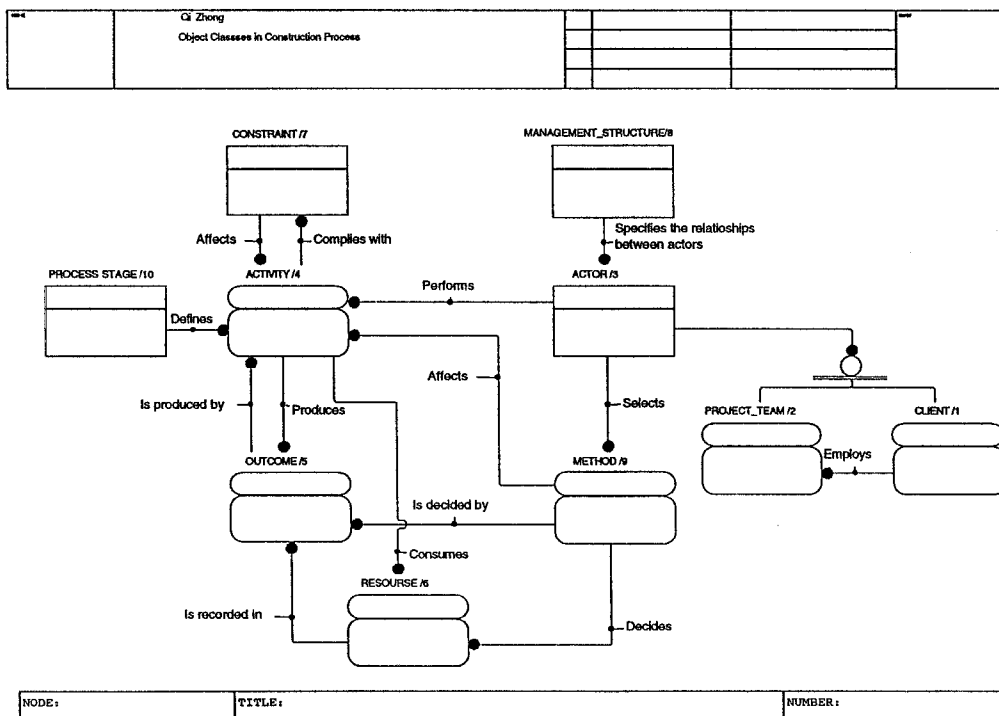 Qi Zhong
Object Classses in Construction Process
CONSTRAINT /7
MANAGEMENT_STRUCTURE/8
Affects
Complies with
Specifies the relatioships
between actors
PROCESS STAGE /10
ACTIVITY /4
ACTOR /3
Performs
Defines
Affects
Is produced by
Produces
Selects
PROJECT_TEAM /2
CLIENT /1
OUTCOME /5
METHOD /9
Employs
Is decided by
Consumes
RESOURSE /6
Is recorded in
Decides
NODE:
TITLE:
NUMBER: